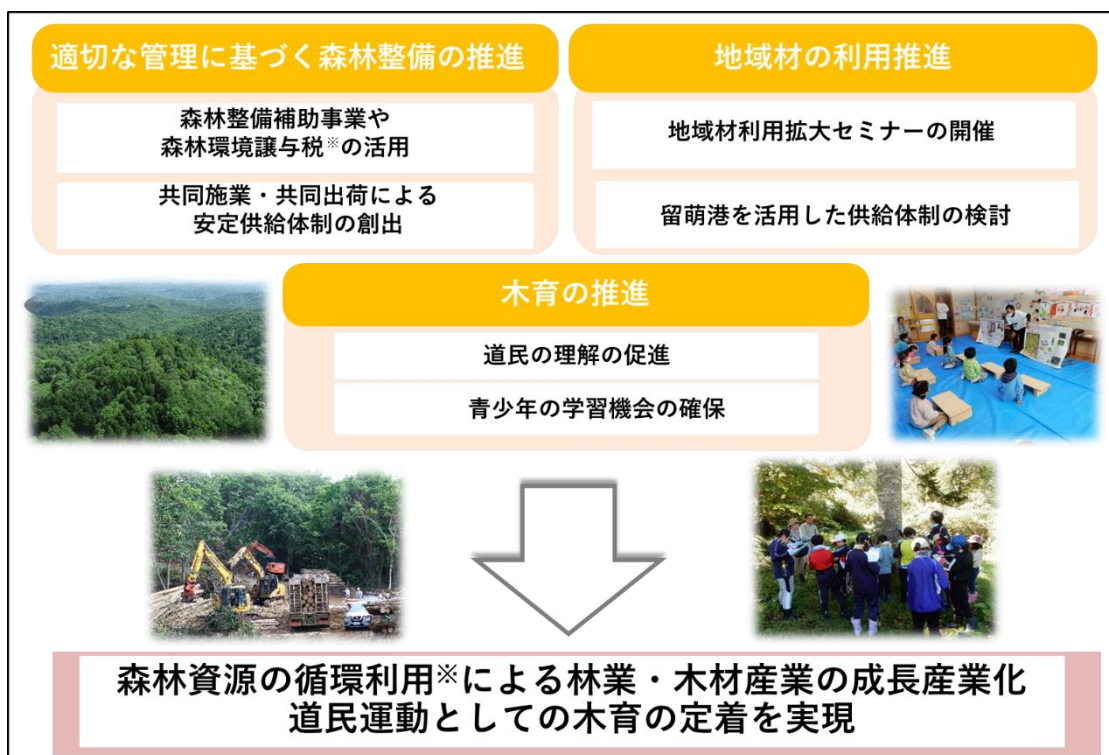 適切な管理に基づく森林整備の推進
森林整備補助事業や
森林環境譲与税※の活用
共同施業・共同出荷による
安定供給体制の創出
地域材の利用推進
地域材利用拡大セミナーの開催
留萌港を活用した供給体制の検討
木育の推進
道民の理解の促進
青少年の学習機会の確保
森林資源の循環利用※による林業・木材産業の成長産業化
道民運動としての木育の定着を実現